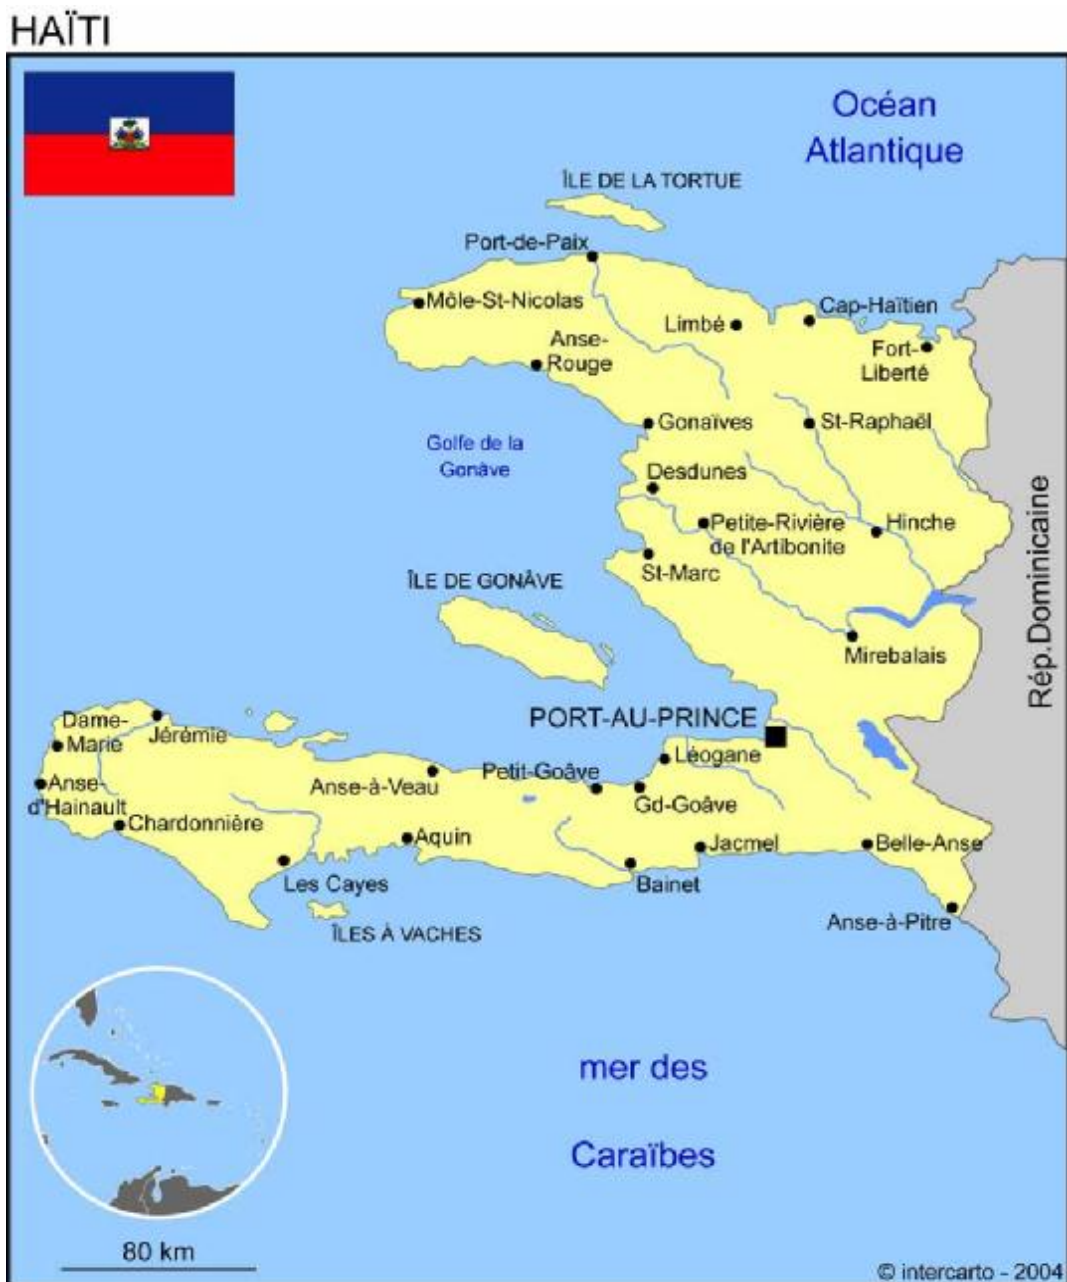 HAÏTI
Océan
Atlantique
ÎLE DE LA TORTUE
Port-de-Paix
Môle-St-Nicolas
Cap-Haïtien
Limbé
Anse-
Rouge
Fort-
Liberté
Gonaïves
St-Raphaël
Golfe de la
Gonâve
Desdunes
Petite-Rivière
de l'Artibonite
Hinche
St-Marc
ÎLE DE GONÂVE
Rép.Dominicaine
Mirebalais
PORT-AU-PRINCE
Dame-
Marie
Jérémie
Léogane
Petit-Goâve
Anse-à-Veau
Anse-
d'Hainault
Gd-Goâve
Chardonnière
Aquin
Jacmel
Belle-Anse
Les Cayes
Bainet
Anse-à-Pitre
ÎLES À VACHES
mer des
Caraïbes
80 km
© intercarto - 2004